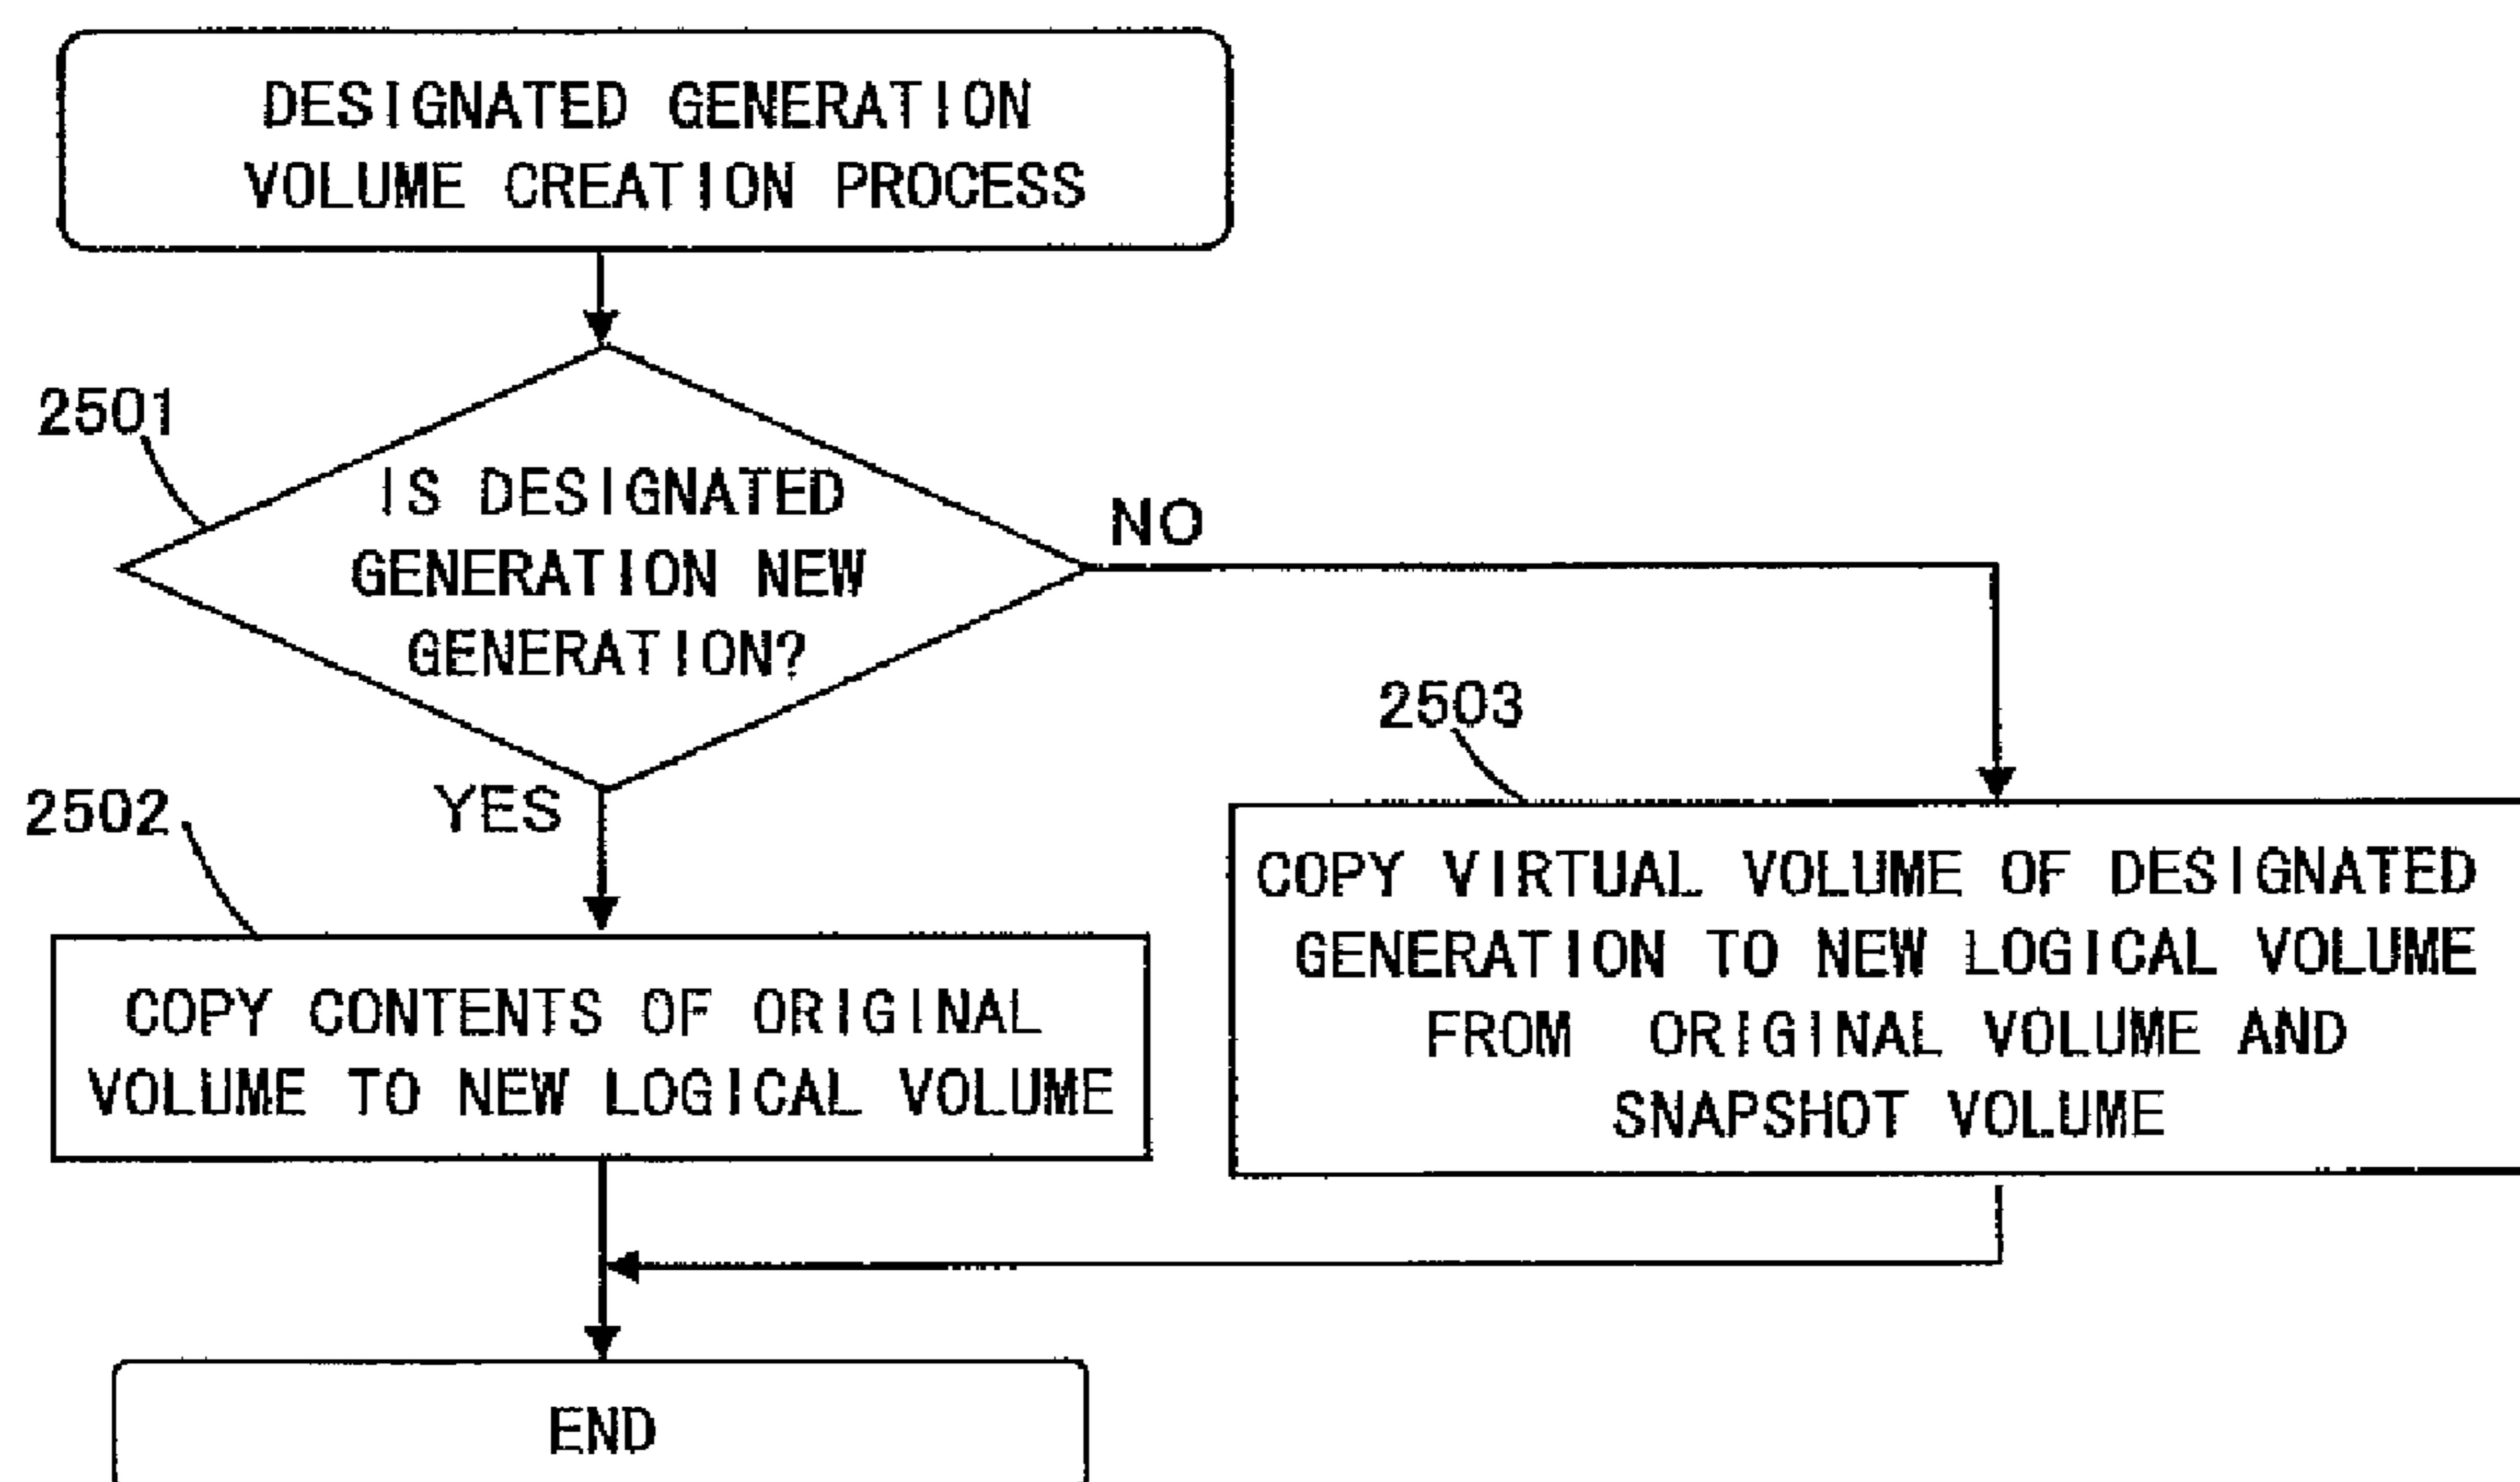 DESIGNATED GENERATION
VOLUME CREATION PROCESS
2501
IS DESIGNATED
GENERATION NEW
GENERATION?
NO
YES
2502
COPY CONTENTS OF ORIGINAL
VOLUME TO NEW LOGICAL VOLUME
2503
COPY VIRTUAL VOLUME OF DESIGNATED
GENERATION TO NEW LOGICAL VOLUME
FROM ORIGINAL VOLUME AND
SNAPSHOT VOLUME
END